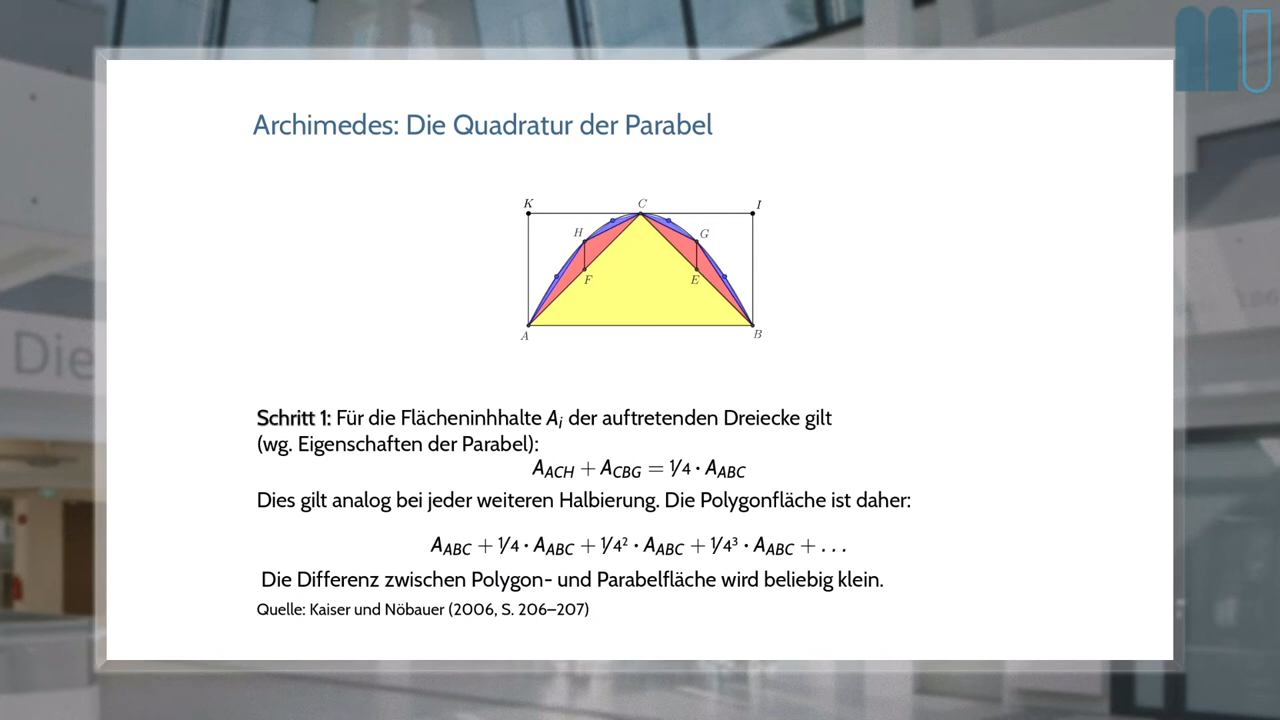 Archimedes: Die Quadratur der Parabel
K C I
H G
F E
A B
Schritt 1: Für die Flächeninhhalte Aᵢ der auftretenden Dreiecke gilt
(wg. Eigenschaften der Parabel):
A_ACH + A_CBG = 1/4 · A_ABC
Dies gilt analog bei jeder weiteren Halbierung. Die Polygonfläche ist daher:
A_ABC + 1/4 · A_ABC + 1/4² · A_ABC + 1/4³ · A_ABC + . . .
Die Differenz zwischen Polygon- und Parabelfläche wird beliebig klein.
Quelle: Kaiser und Nöbauer (2006, S. 206–207)
Die